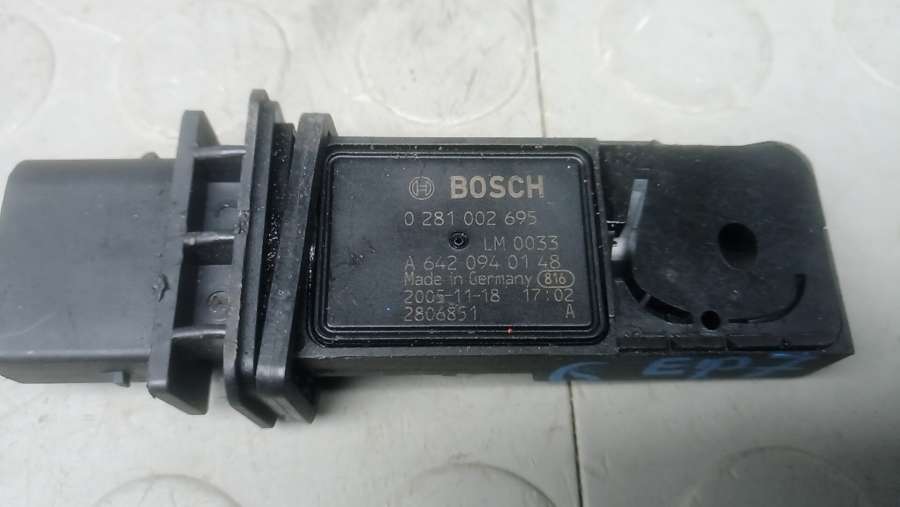 BOSCH
0 281 002 695
LM 0033
A 642 094 01 48
Made in Germany 816
2005-11-18 17:02
2806851 A